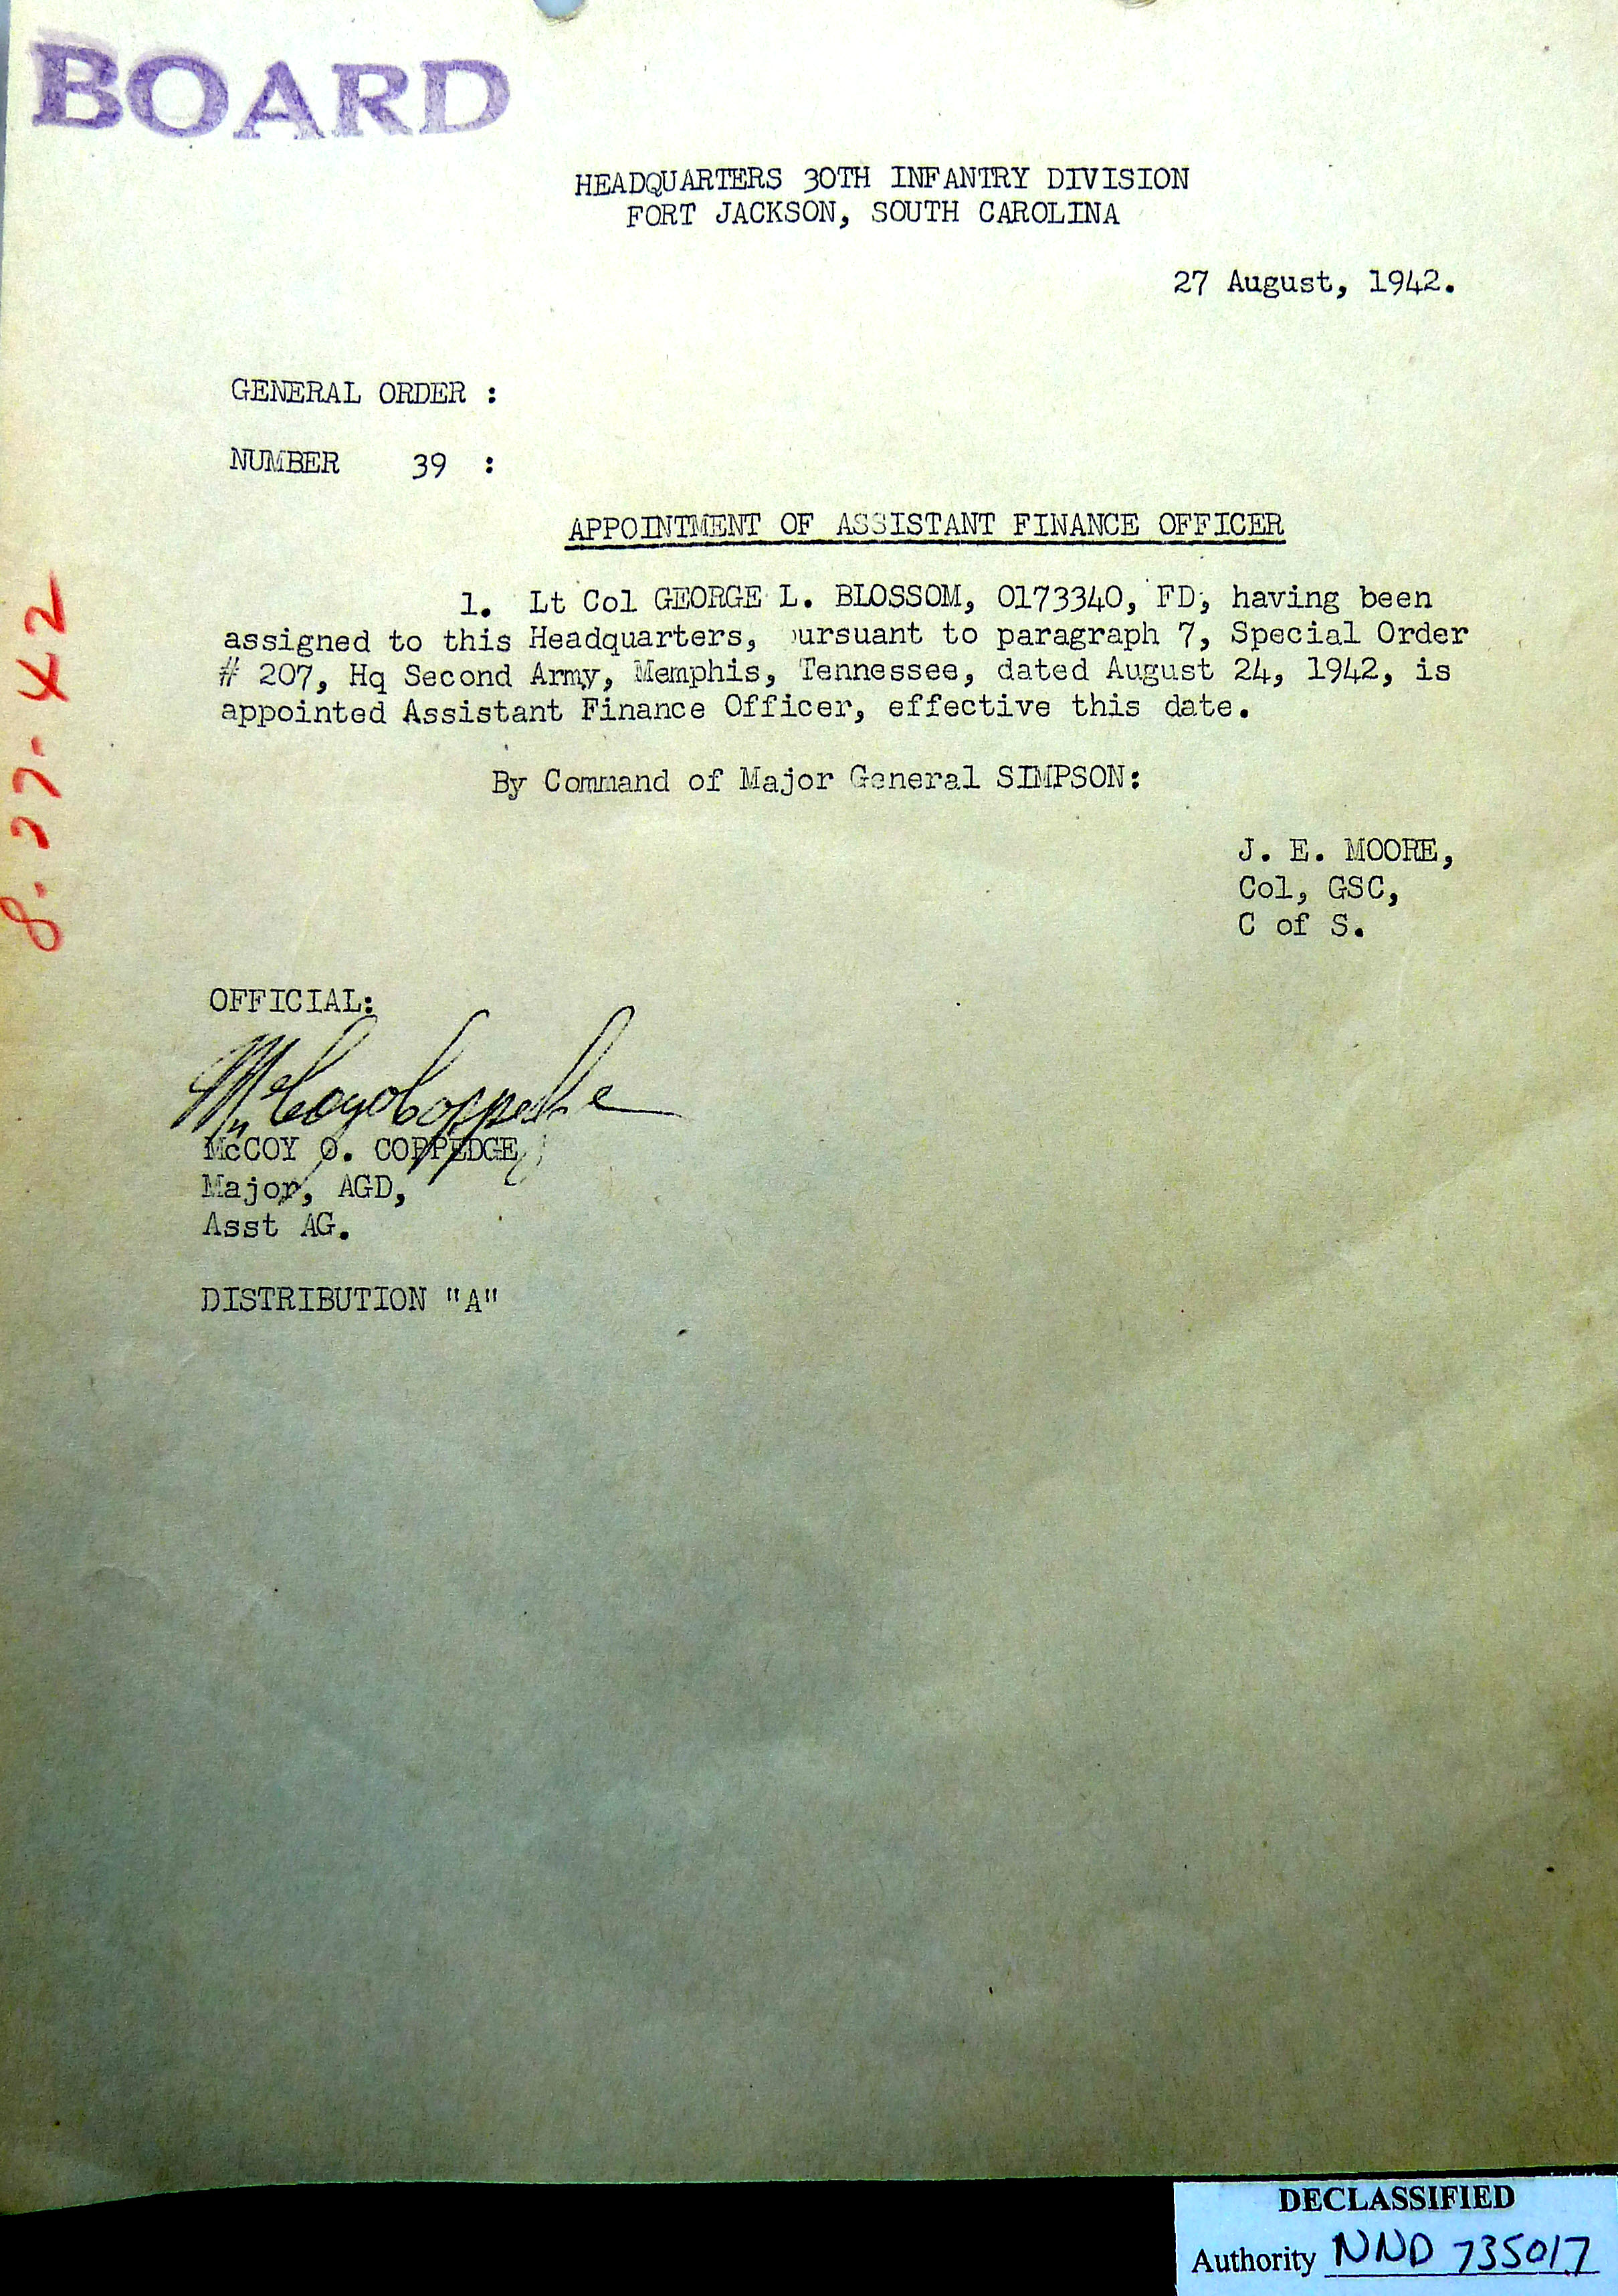 BOARD
HEADQUARTERS 30TH INFANTRY DIVISION
FORT JACKSON, SOUTH CAROLINA
27 August, 1942.
GENERAL ORDER :
NUMBER 39 :
APPOINTMENT OF ASSISTANT FINANCE OFFICER
1. Lt Col GEORGE L. BLOSSOM, O173340, FD, having been
assigned to this Headquarters, pursuant to paragraph 7, Special Order
# 207, Hq Second Army, Memphis, Tennessee, dated August 24, 1942, is
appointed Assistant Finance Officer, effective this date.
By Command of Major General SIMPSON:
J. E. MOORE,
Col, GSC,
C of S.
8-27-42
OFFICIAL:
McCoy O Coppedge
McCOY O. COPPEDGE,
Major, AGD,
Asst AG.
DISTRIBUTION "A"
DECLASSIFIED
Authority NND 735017